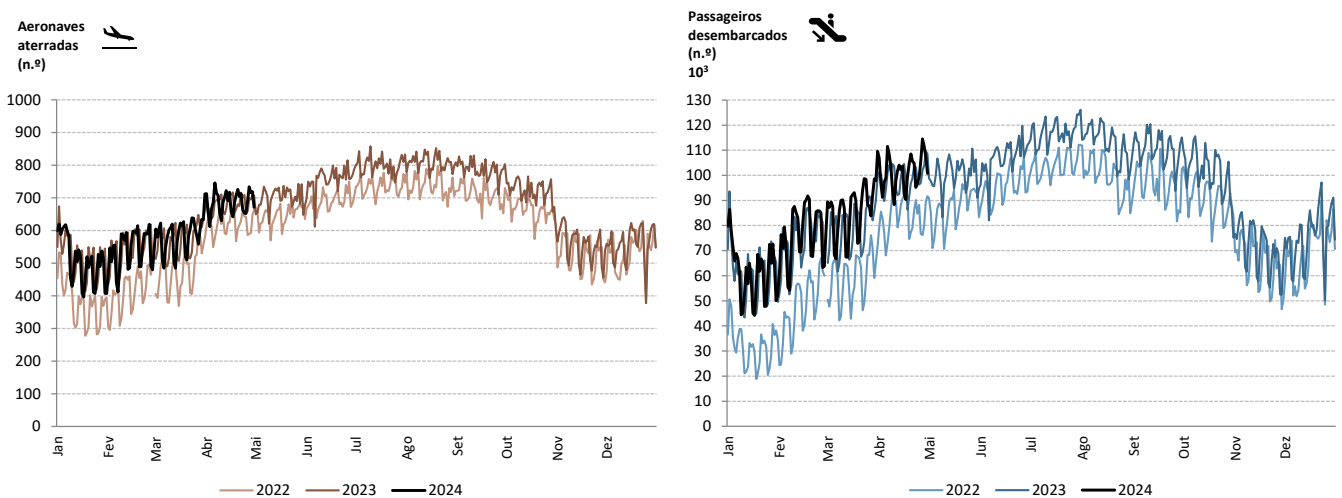 Aeronaves
aterradas
(n.º)
1000
900
800
700
600
500
400
300
200
100
0
Jan
Fev
Mar
Abr
Mai
Jun
Jul
Ago
Set
Out
Nov
Dez
2022
2023
2024
Passageiros
desembarcados
(n.º)
10³
130
120
110
100
90
80
70
60
50
40
30
20
10
0
Jan
Fev
Mar
Abr
Mai
Jun
Jul
Ago
Set
Out
Nov
Dez
2022
2023
2024